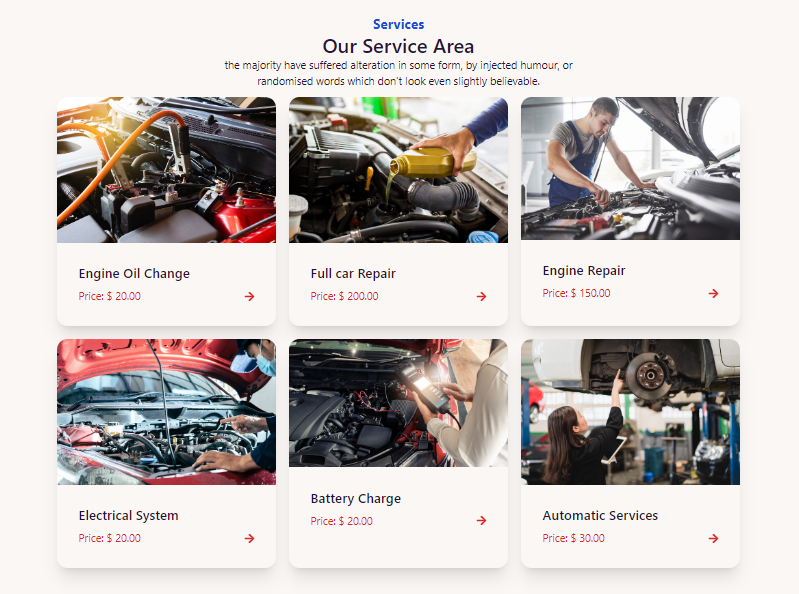 Services
Our Service Area
the majority have suffered alteration in some form, by injected humour, or
randomised words which don't look even slightly believable.
Engine Oil Change
Price: $ 20.00
Full car Repair
Price: $ 200.00
Engine Repair
Price: $ 150.00
Electrical System
Price: $ 20.00
Battery Charge
Price: $ 20.00
Automatic Services
Price: $ 30.00